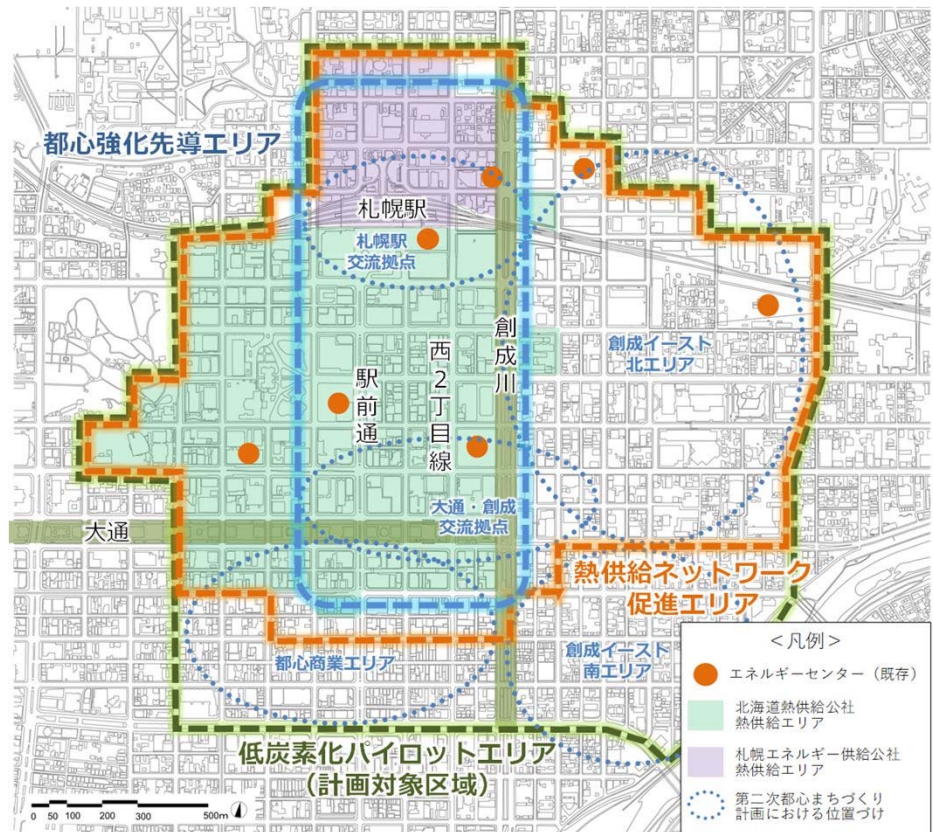 都心強化先導エリア
札幌駅
札幌駅
交流拠点
創成川
西2丁目線
駅前通
創成イースト
北エリア
大通・創成
交流拠点
大通
熱供給ネットワーク
促進エリア
都心商業エリア
創成イースト
南エリア
低炭素化パイロットエリア
（計画対象区域）
＜凡例＞
エネルギーセンター（既存）
北海道熱供給公社
熱供給エリア
札幌エネルギー供給公社
熱供給エリア
第二次都心まちづくり
計画における位置づけ
0 50 100 200 300 500m